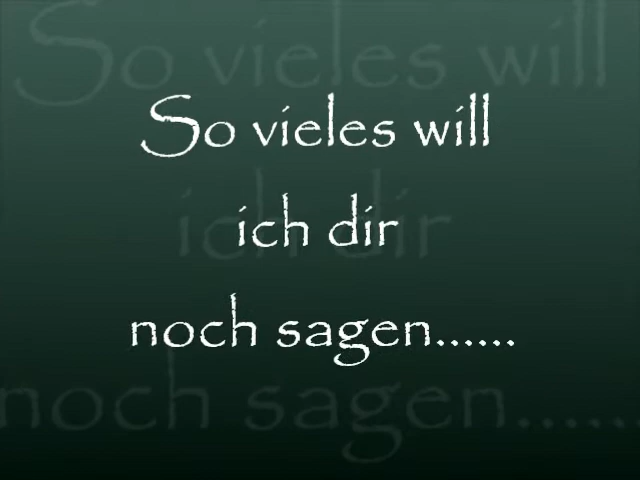 So vieles will
ich dir
noch sagen......